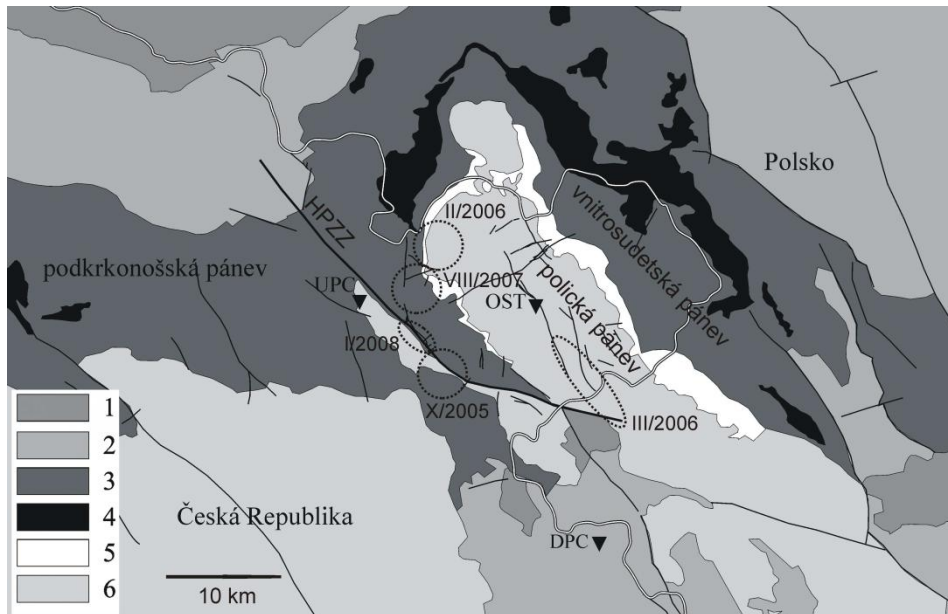 Polsko
HPZZ
II/2006
vnitrosudetská pánev
podkrkonošská pánev
UPC
VIII/2007
OST
polická pánev
I/2008
X/2005
III/2006
1
2
3
4
5
6
Česká Republika
DPC
10 km